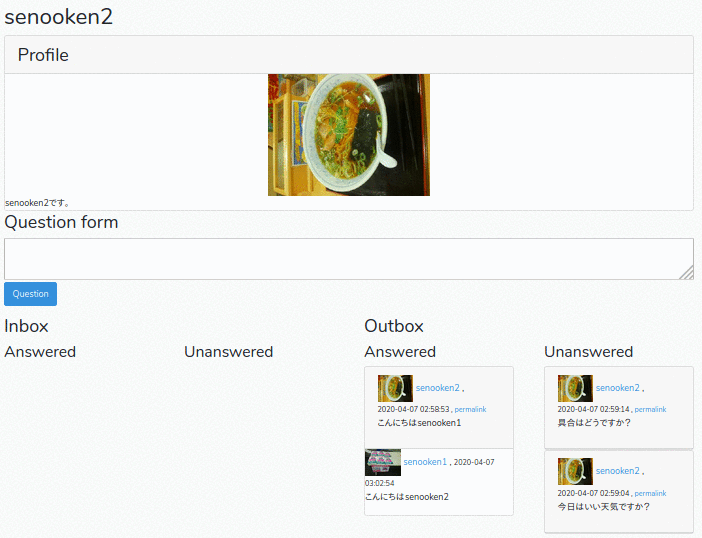 senooken2
Profile
senooken2です。
Question form
Question
Inbox
Answered
Unanswered
Outbox
Answered
senooken2 ,
2020-04-07 02:58:53 , permalink
こんにちはsenooken1
senooken1 , 2020-04-07
03:02:54
こんにちはsenooken2
Unanswered
senooken2 ,
2020-04-07 02:59:14 , permalink
具合はどうですか？
senooken2 ,
2020-04-07 02:59:04 , permalink
今日はいい天気ですか？